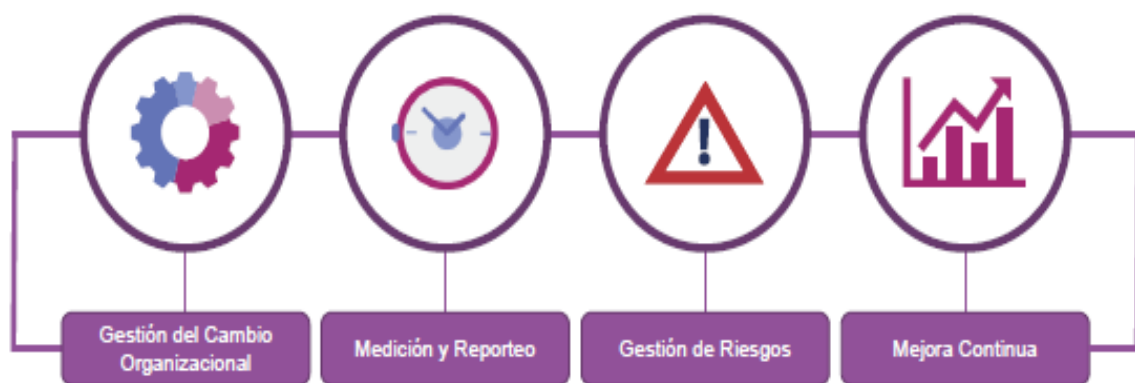 Gestión del Cambio
Organizacional
Medición y Reporteo
Gestión de Riesgos
Mejora Continua